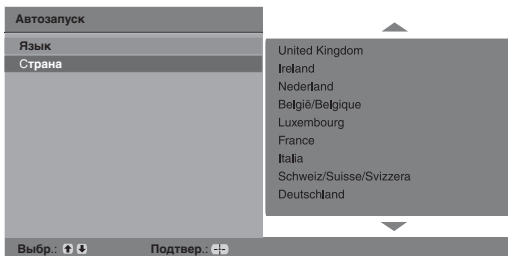 Автозапуск
Язык
Страна
United Kingdom
Ireland
Nederland
België/Belgique
Luxembourg
France
Italia
Schweiz/Suisse/Svizzera
Deutschland
Выбр.: Подтвер.: